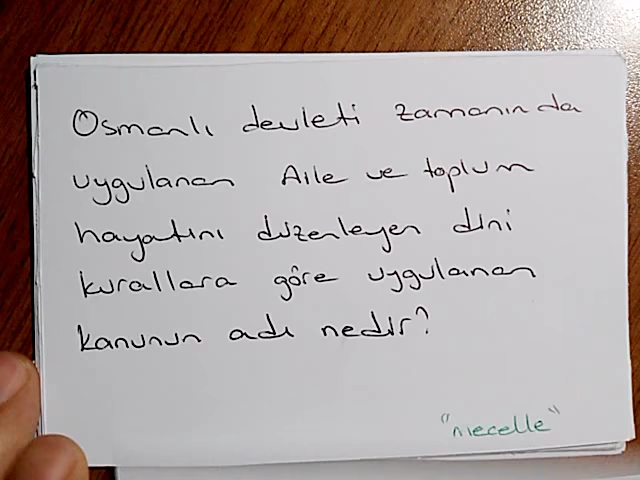 Osmanlı devleti zamanında
uygulanan Aile ve toplum
hayatını düzenleyen dini
kurallara göre uygulanan
kanunun adı nedir?
"mecelle"